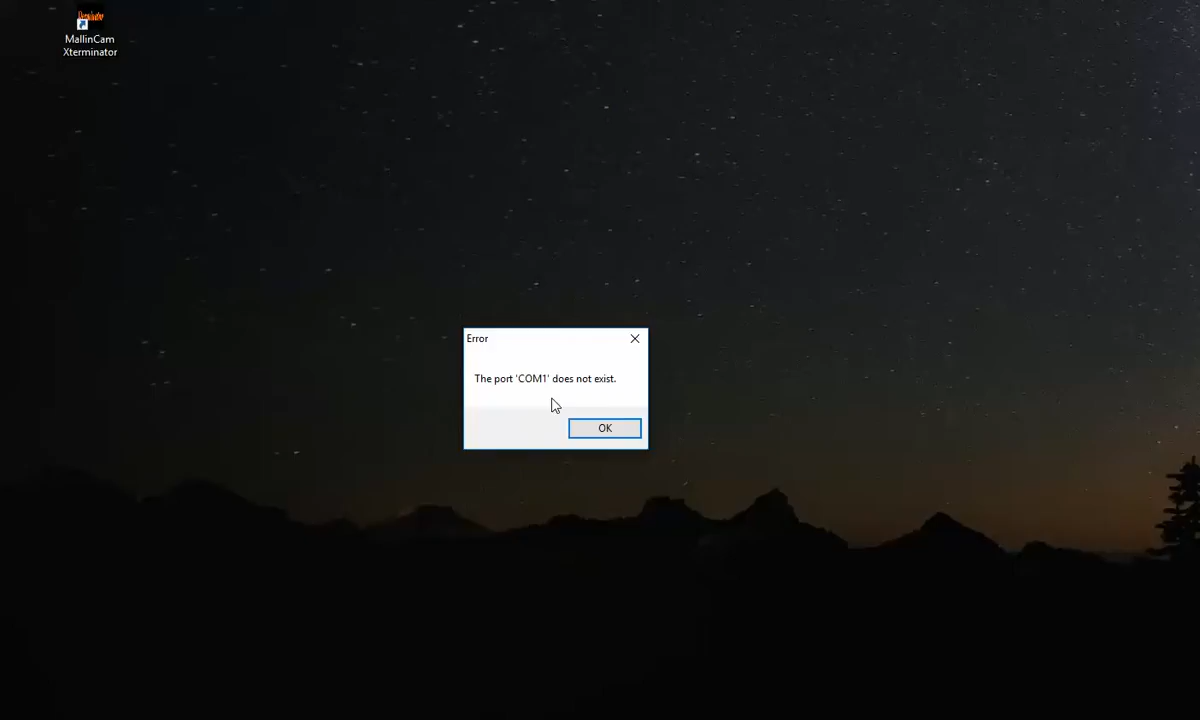 MallinCam
Xterminator
Error
The port 'COM1' does not exist.
OK